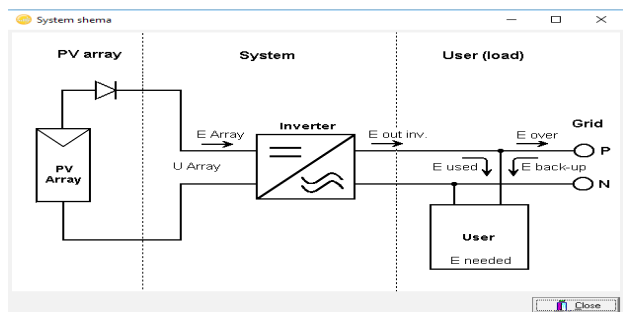 System shema
PV array
System
User (load)
Grid
Inverter
E Array
E out inv.
E over
P
PV
Array
U Array
E used
E back-up
N
User
E needed
Close